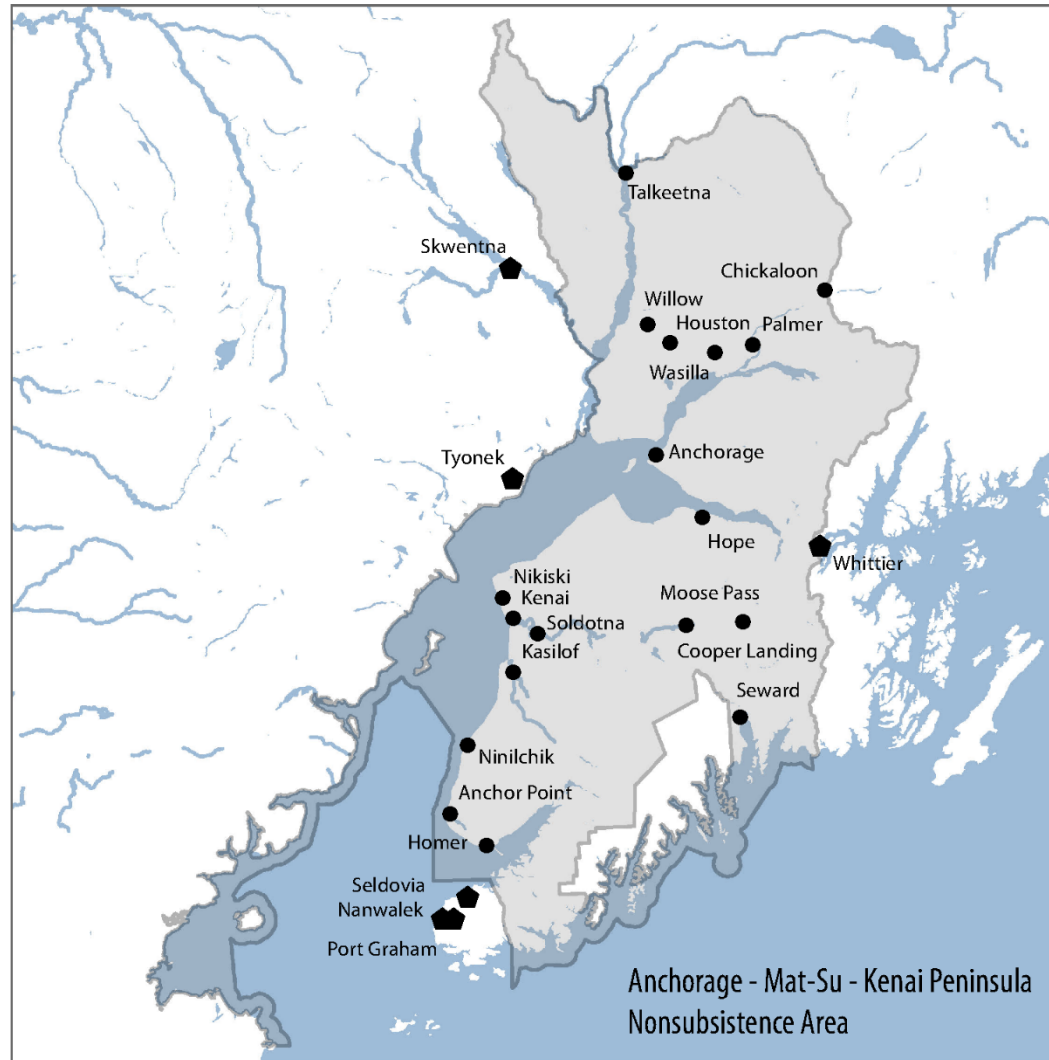 Talkeetna
Skwentna
Chickaloon
Willow
Houston
Palmer
Wasilla
Anchorage
Tyonek
Hope
Whittier
Nikiski
Kenai
Moose Pass
Soldotna
Kasilof
Cooper Landing
Seward
Ninilchik
Anchor Point
Homer
Seldovia
Nanwalek
Port Graham
Anchorage - Mat-Su - Kenai Peninsula
Nonsubsistence Area